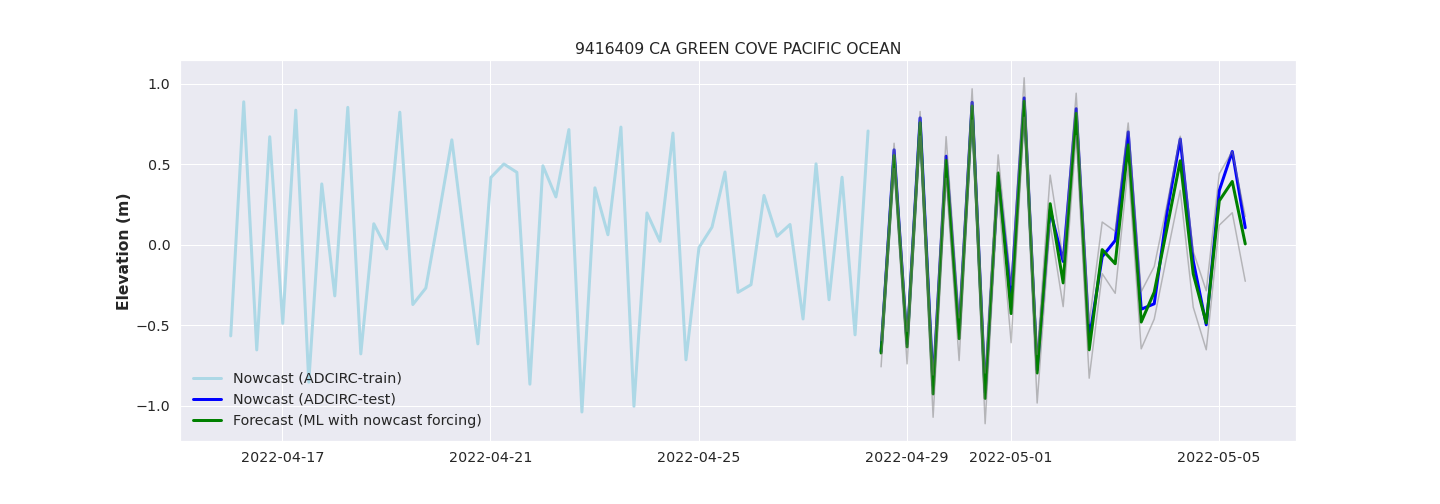 9416409 CA GREEN COVE PACIFIC OCEAN
Elevation (m)
1.0
0.5
0.0
−0.5
−1.0
Nowcast (ADCIRC-train)
Nowcast (ADCIRC-test)
Forecast (ML with nowcast forcing)
2022-04-17 2022-04-21 2022-04-25 2022-04-29 2022-05-01 2022-05-05